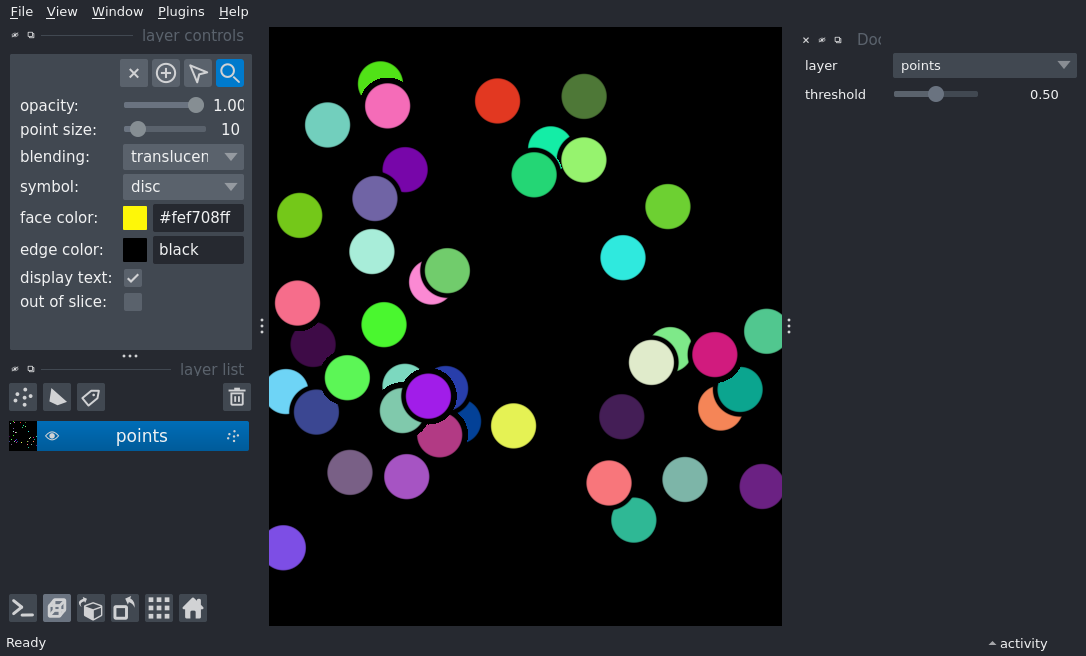 File View Window Plugins Help
layer controls
opacity: 1.00
point size: 10
blending: translucen
symbol: disc
face color: #fef708ff
edge color: black
display text:
out of slice:
layer list
points
Ready
Doc
layer points
threshold 0.50
activity